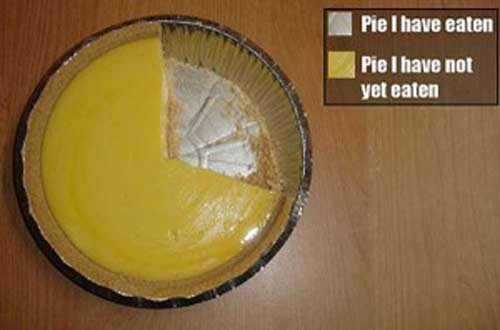 Pie I have eaten
Pie I have not
yet eaten